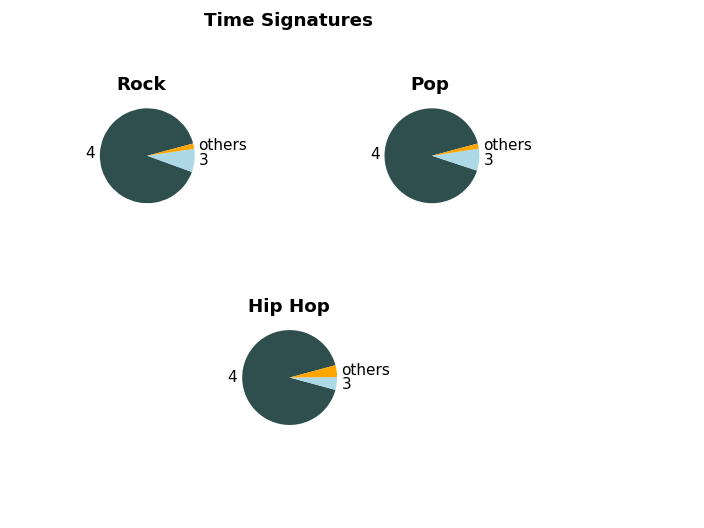 Time Signatures
Rock
4
others
3
Pop
4
others
3
Hip Hop
4
others
3